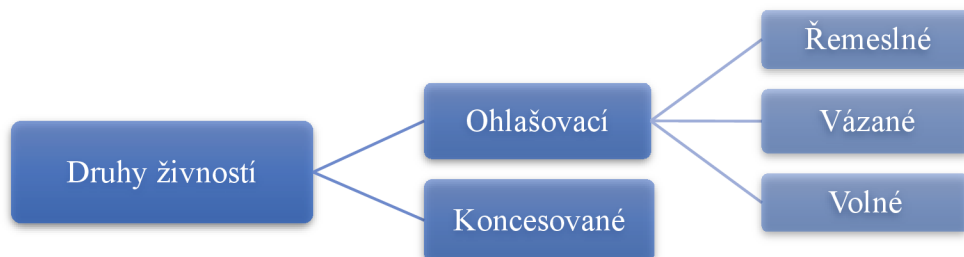 Druhy živností
Ohlašovací
Koncesované
Řemeslné
Vázané
Volné